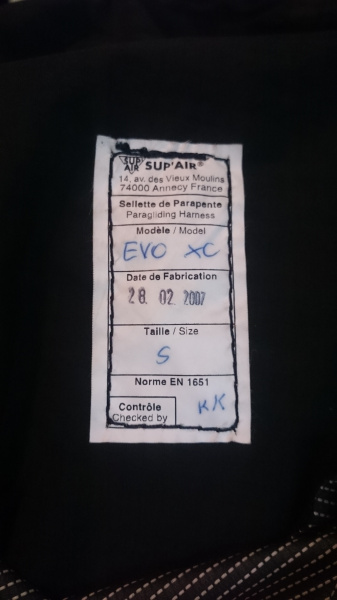 SUP'AIR SUP'AIR®
14, av. des Vieux Moulins
74000 Annecy France
Sellette de Parapente
Paragliding Harness
Modèle / Model
EVO XC
Date de Fabrication
28. 02. 2007
Taille / Size
S
Norme EN 1651
Contrôle
Checked by
KK